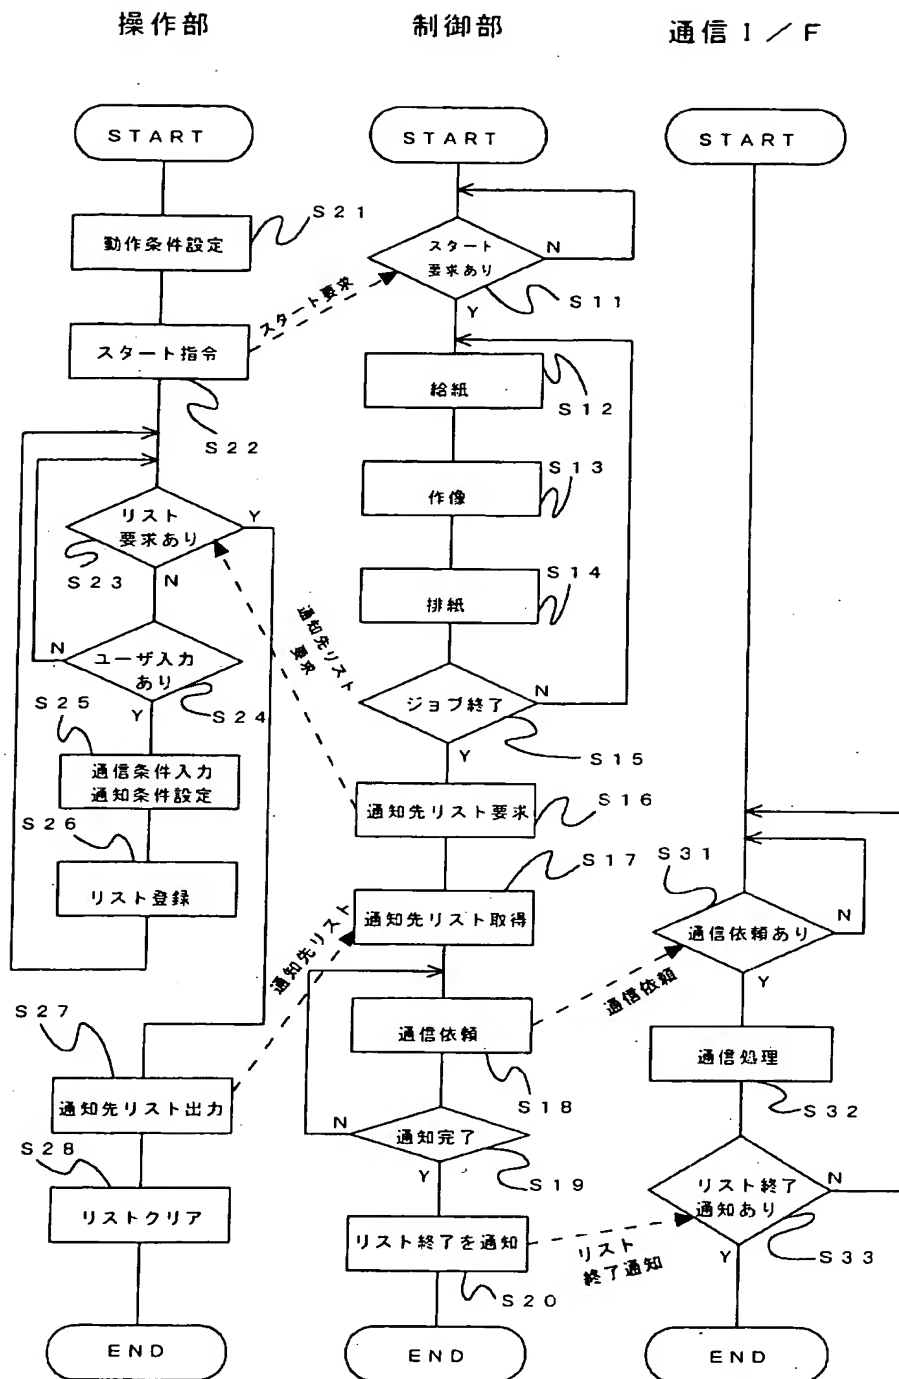 操作部
制御部
通信I／F
START
動作条件設定
S21
スタート指令
S22
スタート要求
リスト
要求あり
Y
S23
N
ユーザ入力
あり
N
S24
Y
S25
通信条件入力
通知条件設定
S26
リスト登録
S27
通知先リスト出力
S28
リストクリア
END
START
スタート
要求あり
N
S11
Y
給紙
S12
作像
S13
排紙
S14
ジョブ終了
N
S15
Y
通知先リスト
要求
通知先リスト要求
S16
S17
通知先リスト取得
通知先リスト
通信依頼
S18
通信依頼
通知完了
N
S19
Y
リスト終了を通知
S20
リスト
終了通知
END
START
S31
通信依頼あり
N
Y
通信処理
S32
リスト終了
通知あり
N
S33
Y
END